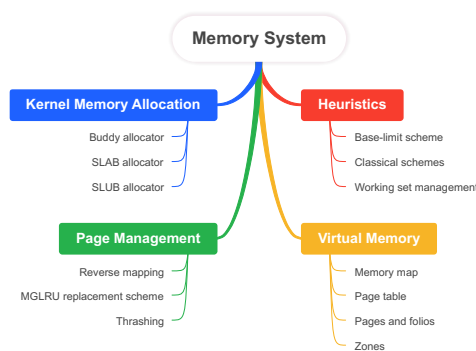 Memory System
Kernel Memory Allocation
Buddy allocator
SLAB allocator
SLUB allocator
Heuristics
Base-limit scheme
Classical schemes
Working set management
Page Management
Reverse mapping
MGLRU replacement scheme
Thrashing
Virtual Memory
Memory map
Page table
Pages and folios
Zones